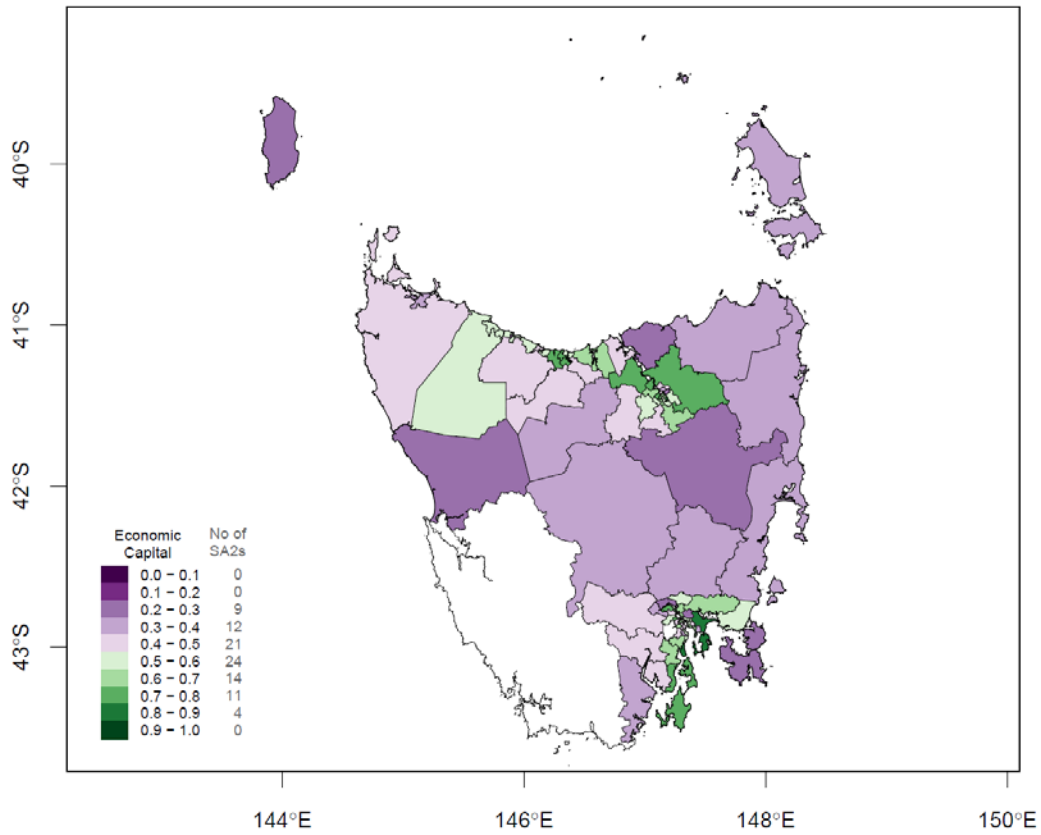 40°S
41°S
42°S
43°S
Economic Capital No of SA2s
0.0 − 0.1 0
0.1 − 0.2 0
0.2 − 0.3 9
0.3 − 0.4 12
0.4 − 0.5 21
0.5 − 0.6 24
0.6 − 0.7 14
0.7 − 0.8 11
0.8 − 0.9 4
0.9 − 1.0 0
144°E 146°E 148°E 150°E